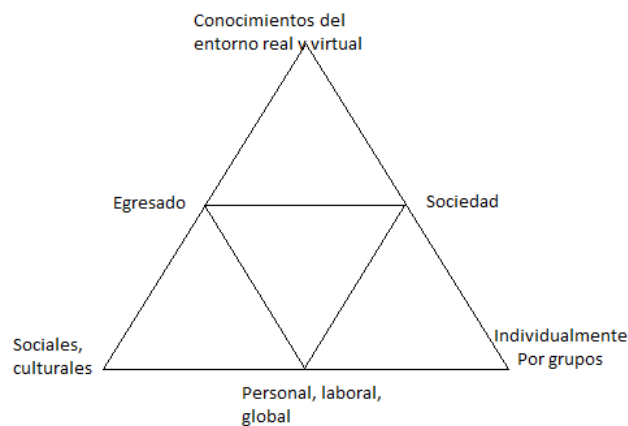 Conocimientos del
entorno real y virtual
Egresado
Sociedad
Sociales,
culturales
Individualmente
Por grupos
Personal, laboral,
global